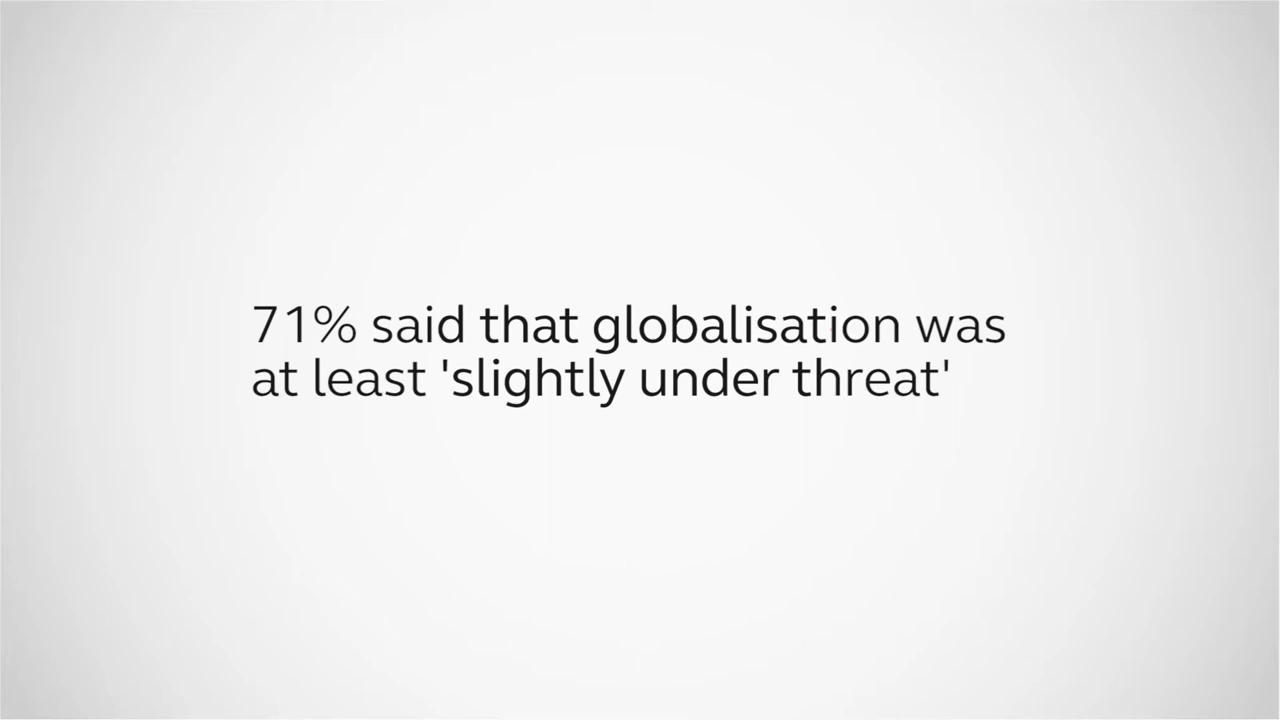 71% said that globalisation was
at least 'slightly under threat'